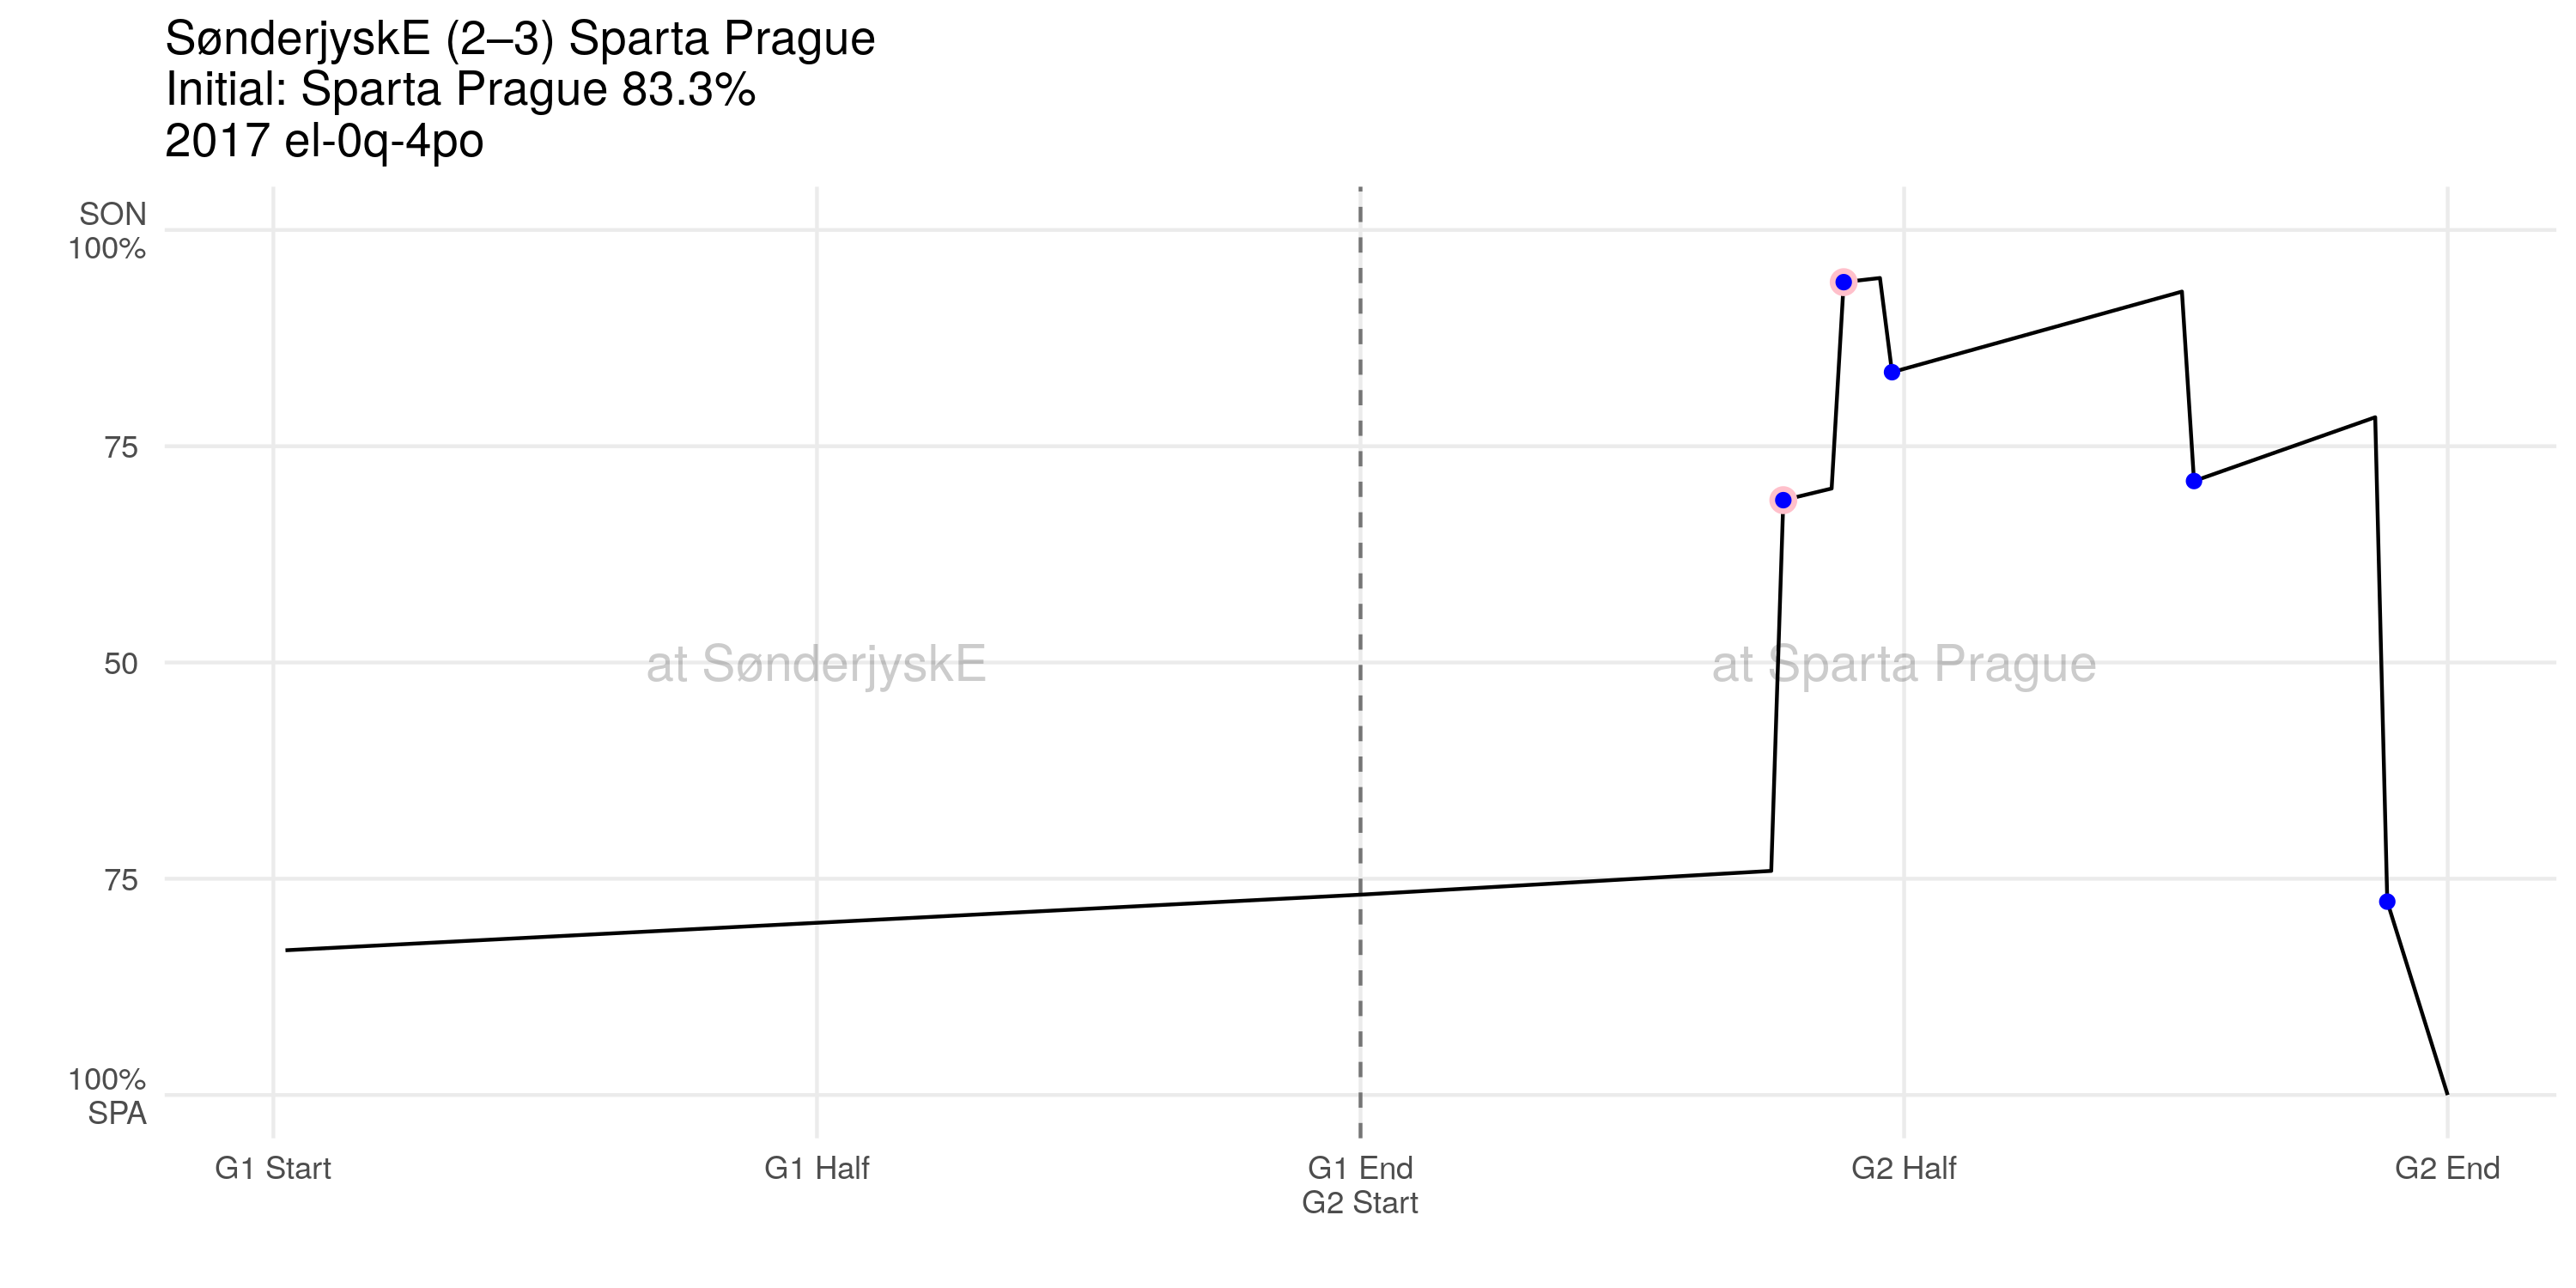 SønderjyskE (2–3) Sparta Prague
Initial: Sparta Prague 83.3%
2017 el-0q-4po
SON
100%
75
50
75
100%
SPA
at SønderjyskE
at Sparta Prague
G1 Start
G1 Half
G1 End
G2 Start
G2 Half
G2 End